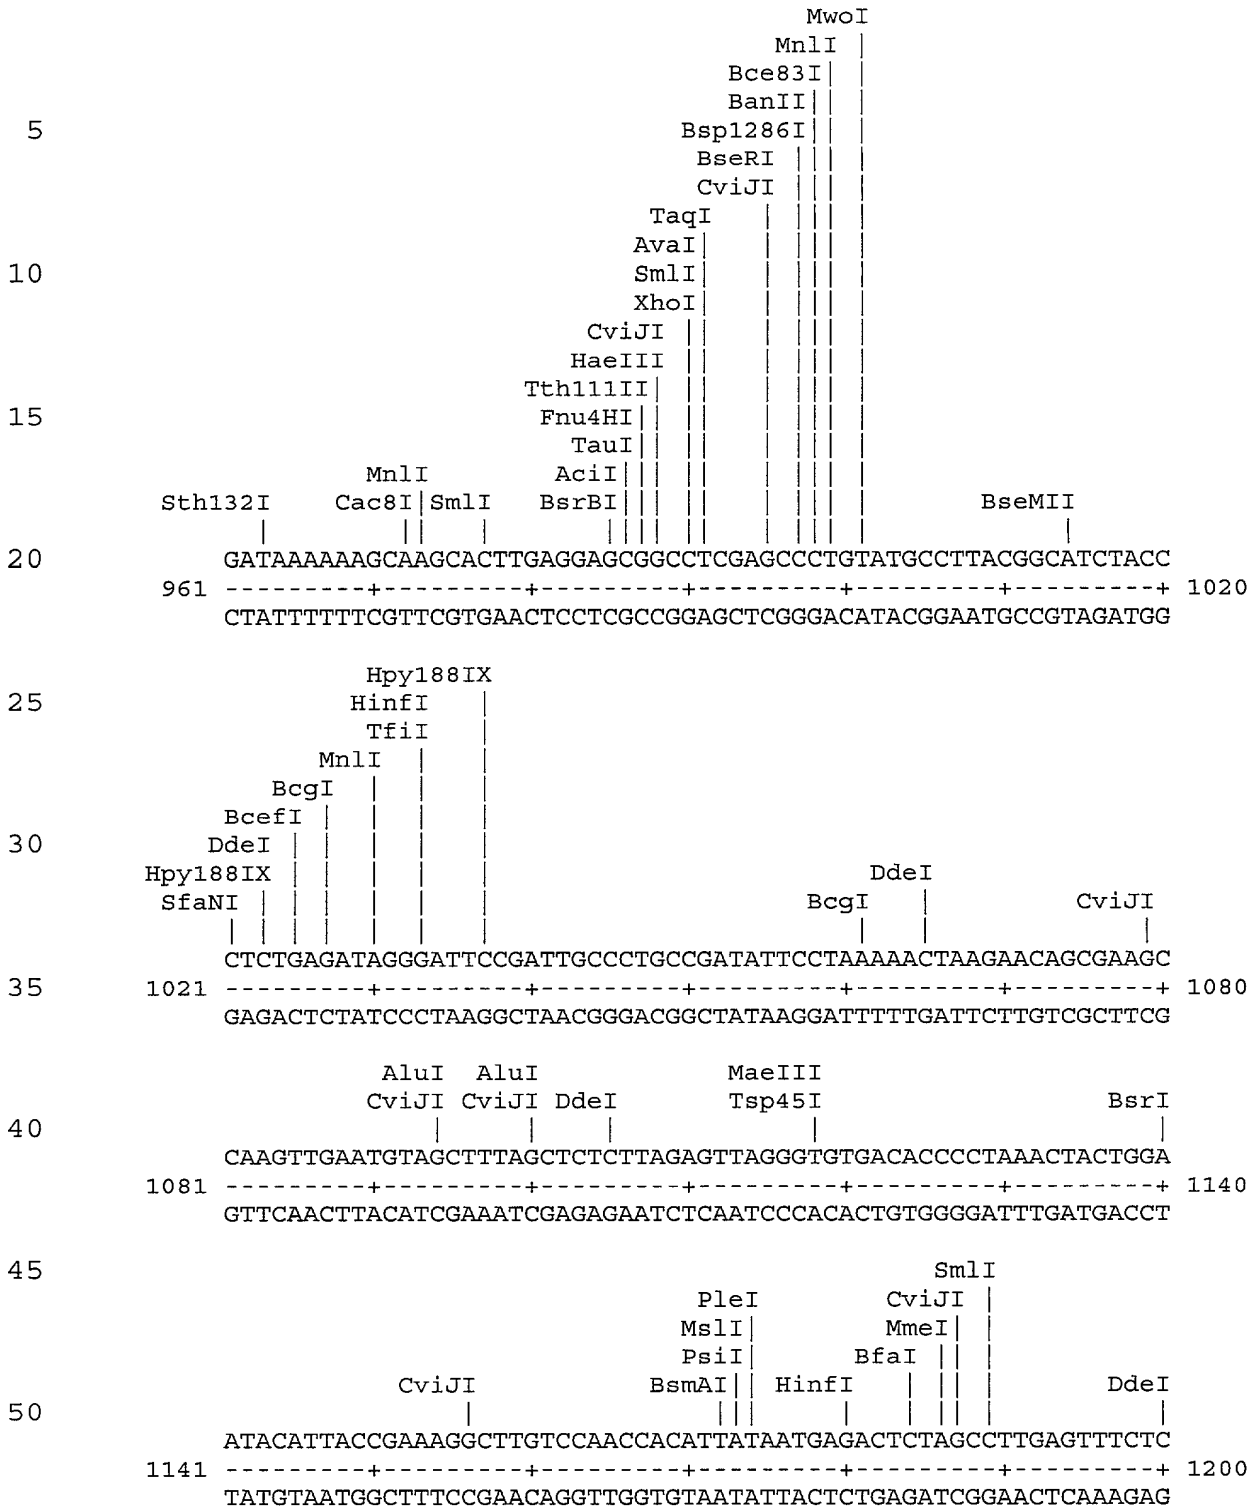 MwoI
MnlI
Bce83I
BanII
5 Bsp1286I
BseRI
CviJI
TaqI
AvaI
10 SmlI
XhoI
CviJI
HaeIII
Tth111II
15 Fnu4HI
TauI
MnlI AciI
Sth132I Cac8I SmlI BsrBI BseMII
20 GATAAAAAAGCAAGCACTTGAGGAGCGGCCTCGAGCCCTGTATGCCTTACGGCATCTACC
961 ---------+---------+---------+---------+---------+---------+ 1020
CTATTTTTTCGTTCGTGAACTCCTCGCCGGAGCTCGGGACATACGGAATGCCGTAGATGG
Hpy188IX
25 HinfI
TfiI
MnlI
BcgI
BcefI
30 DdeI
Hpy188IX DdeI
SfaNI BcgI CviJI
CTCTGAGATAGGGATTCCGATTGCCCTGCCGATATTCCTAAAAACTAAGAACAGCGAAGC
35 1021 ---------+---------+---------+---------+---------+---------+ 1080
GAGACTCTATCCCTAAGGCTAACGGGACGGCTATAAGGATTTTTGATTCTTGTCGCTTCG
AluI AluI MaeIII
CviJI CviJI DdeI Tsp45I BsrI
40
CAAGTTGAATGTAGCTTTAGCTCTCTTAGAGTTAGGGTGTGACACCCCTAAACTACTGGA
1081 ---------+---------+---------+---------+---------+---------+ 1140
GTTCAACTTACATCGAAATCGAGAGAATCTCAATCCCACACTGTGGGGATTTGATGACCT
45 SmlI
PleI CviJI
MslI MmeI
PsiI BfaI
CviJI BsmAI HinfI DdeI
50
ATACATTACCGAAAGGCTTGTCCAACCACATTATAATGAGACTCTAGCCTTGAGTTTCTC
1141 ---------+---------+---------+---------+---------+---------+ 1200
TATGTAATGGCTTTCCGAACAGGTTGGTGTAATATTACTCTGAGATCGGAACTCAAAGAG